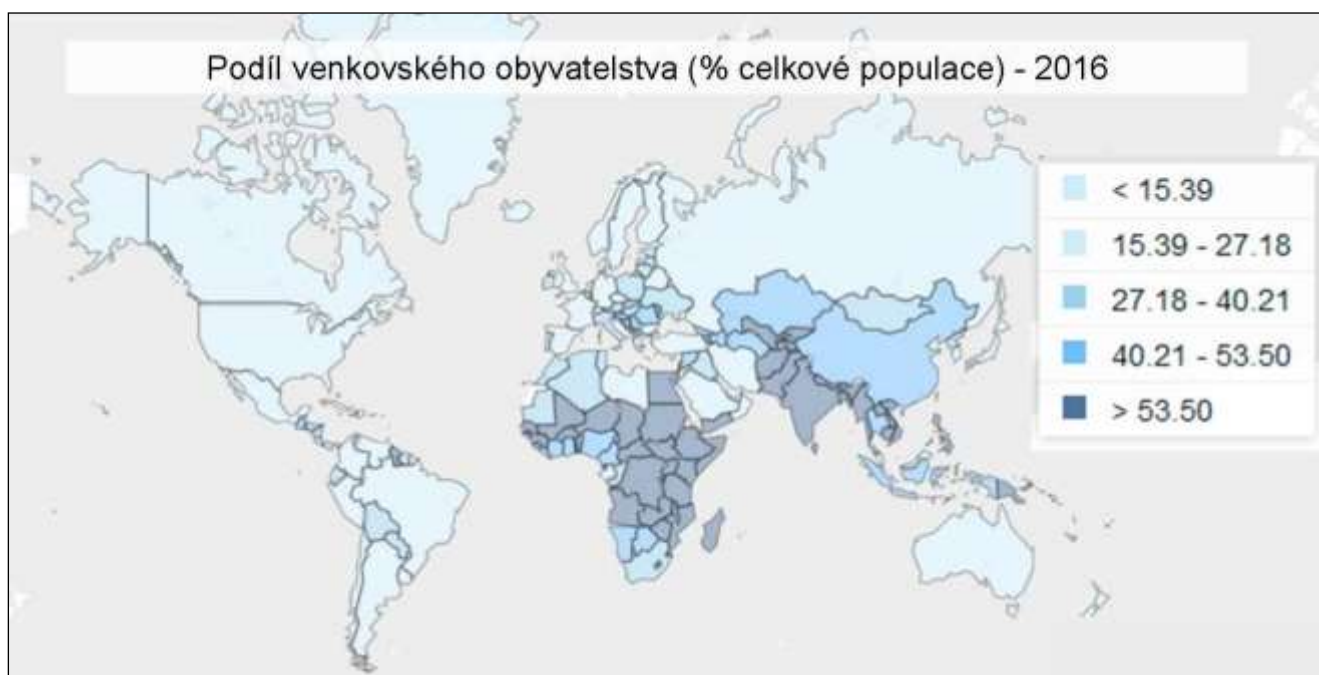 Podíl venkovského obyvatelstva (% celkové populace) - 2016
< 15.39
15.39 - 27.18
27.18 - 40.21
40.21 - 53.50
> 53.50